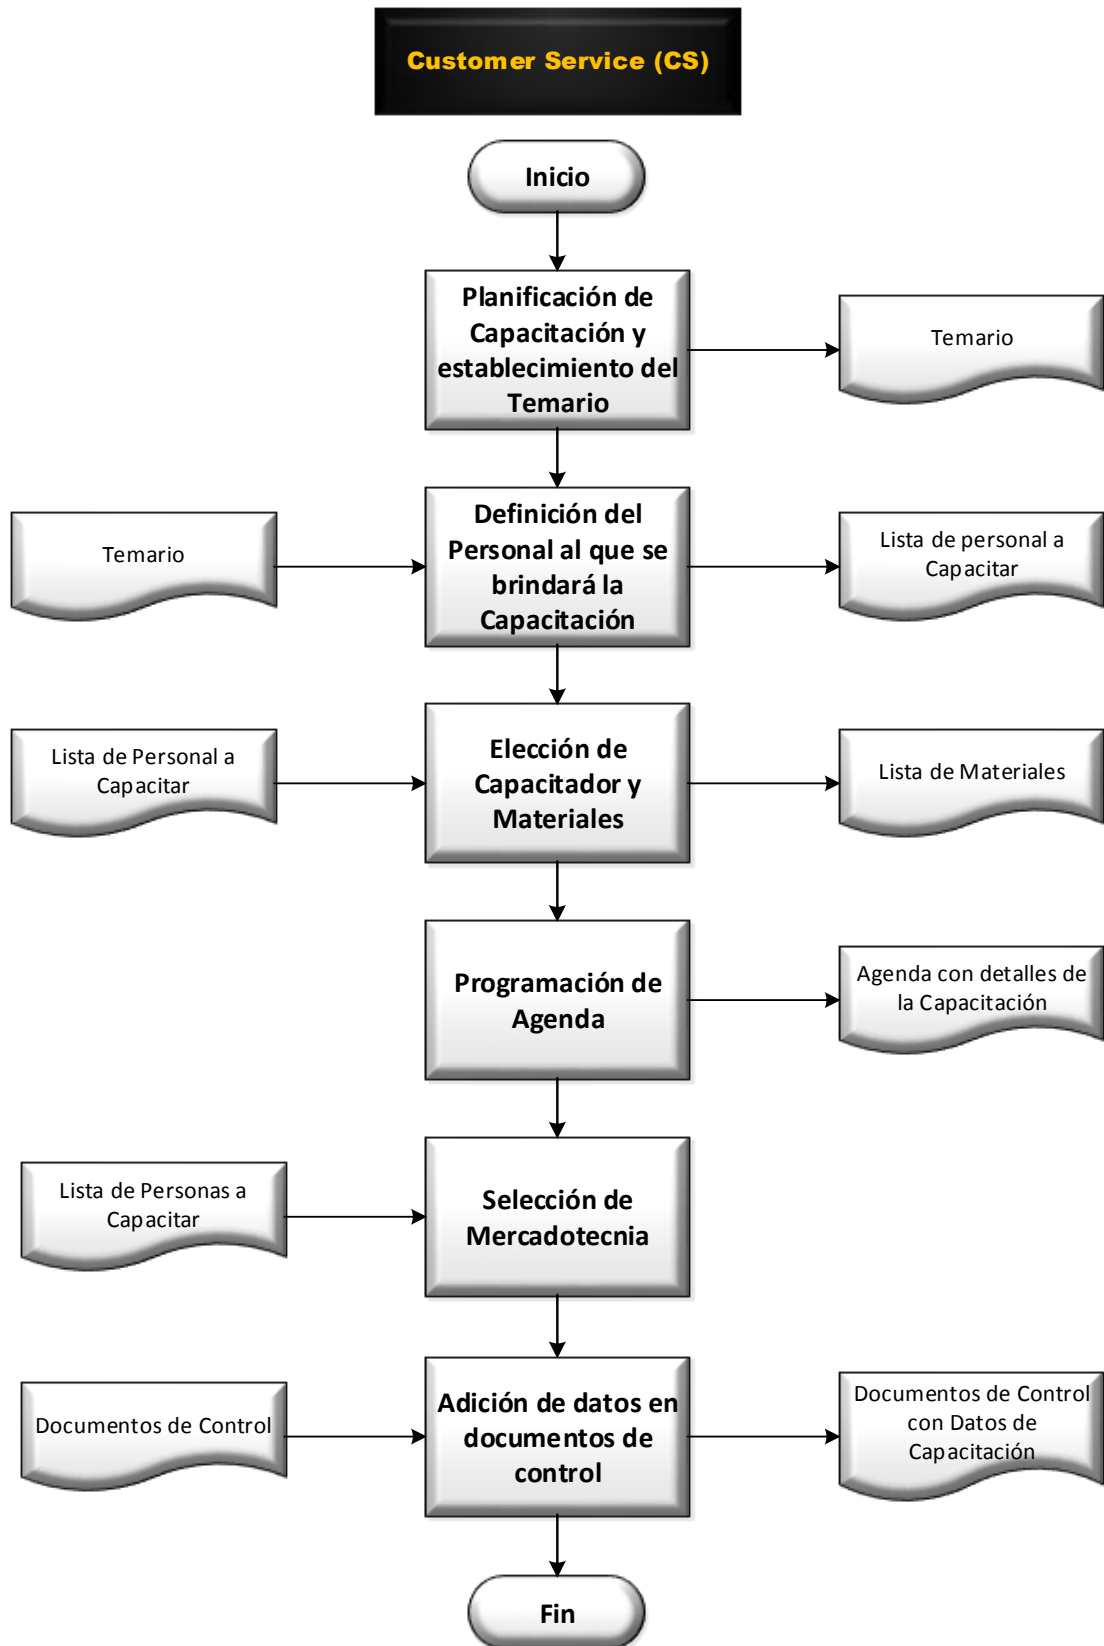 Customer Service (CS)
Inicio
Planificación de
Capacitación y
establecimiento del
Temario
Temario
Temario
Definición del
Personal al que se
brindará la
Capacitación
Lista de personal a
Capacitar
Lista de Personal a
Capacitar
Elección de
Capacitador y
Materiales
Lista de Materiales
Programación de
Agenda
Agenda con detalles de
la Capacitación
Lista de Personas a
Capacitar
Selección de
Mercadotecnia
Documentos de Control
Adición de datos en
documentos de
control
Documentos de Control
con Datos de
Capacitación
Fin